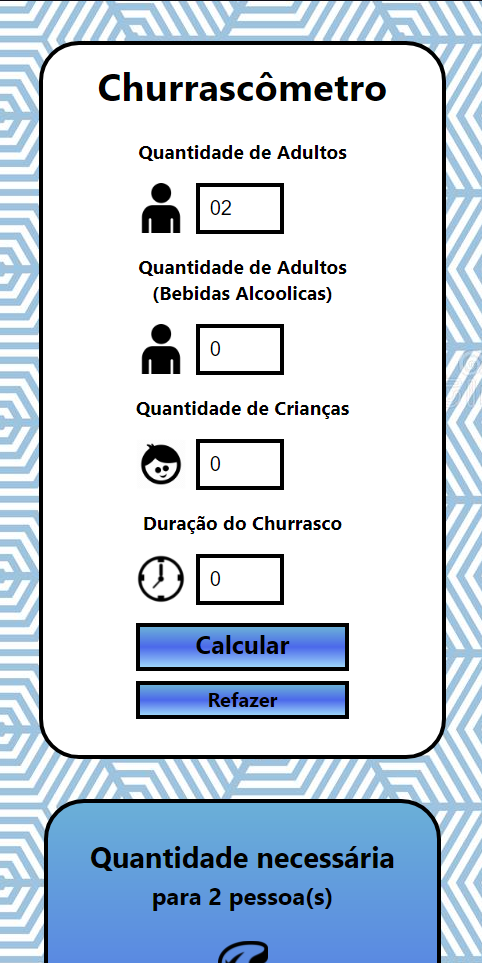 Churrascômetro
Quantidade de Adultos
02
Quantidade de Adultos
(Bebidas Alcoolicas)
0
Quantidade de Crianças
0
Duração do Churrasco
0
Calcular
Refazer
Quantidade necessária
para 2 pessoa(s)